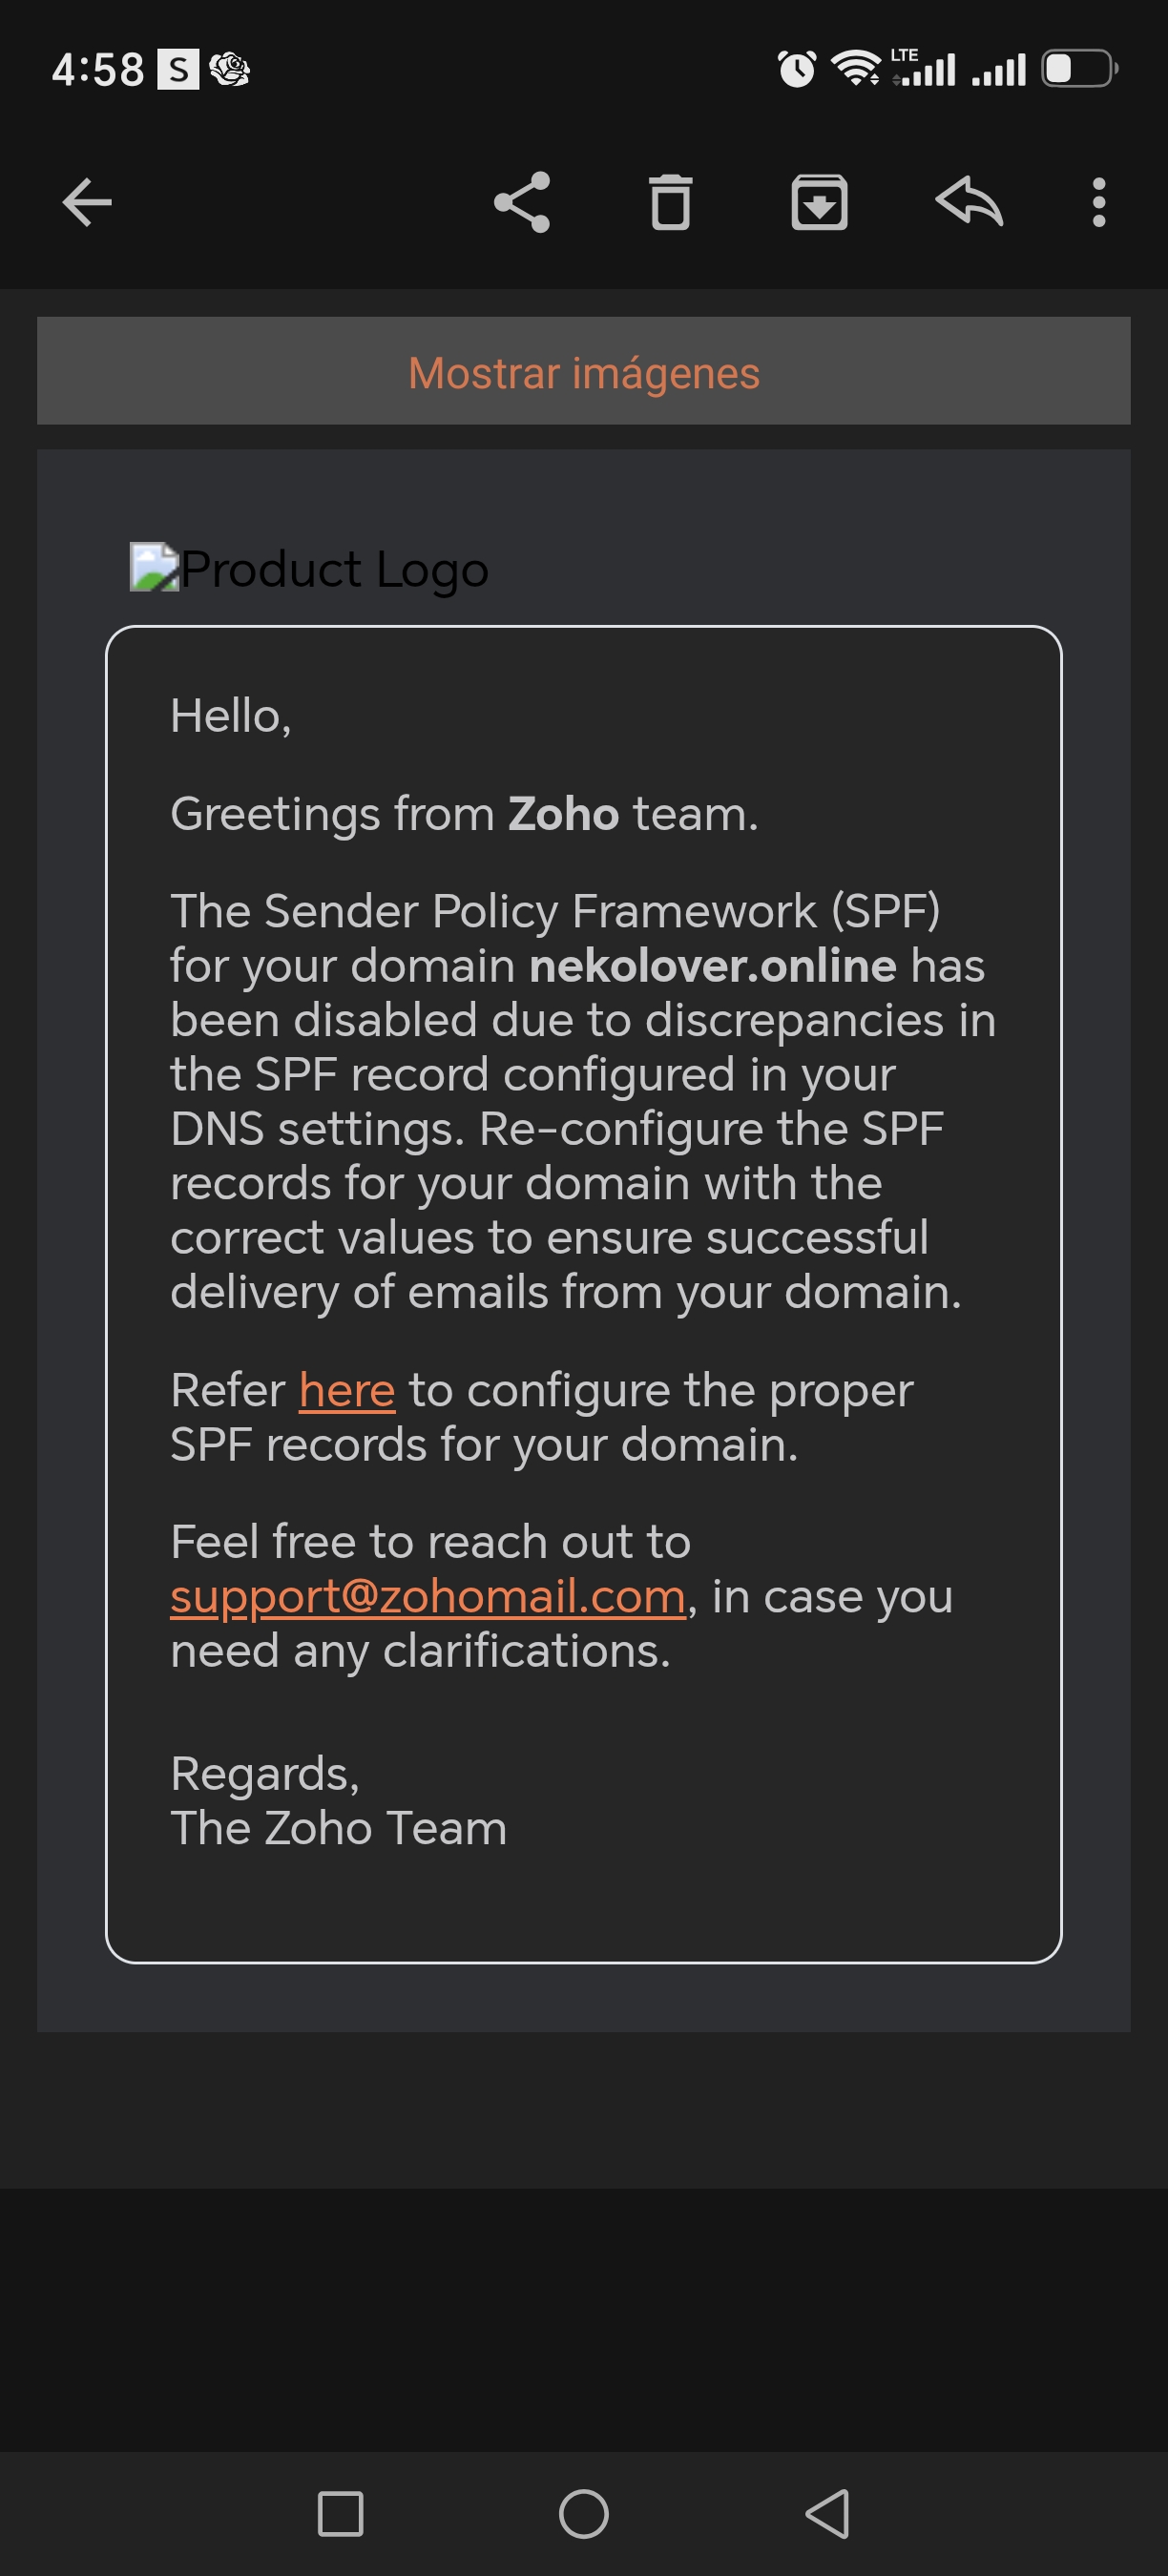 4:58 S
LTE
Mostrar imágenes
Product Logo
Hello,
Greetings from Zoho team.
The Sender Policy Framework (SPF)
for your domain nekolover.online has
been disabled due to discrepancies in
the SPF record configured in your
DNS settings. Re-configure the SPF
records for your domain with the
correct values to ensure successful
delivery of emails from your domain.
Refer here to configure the proper
SPF records for your domain.
Feel free to reach out to
support@zohomail.com, in case you
need any clarifications.
Regards,
The Zoho Team